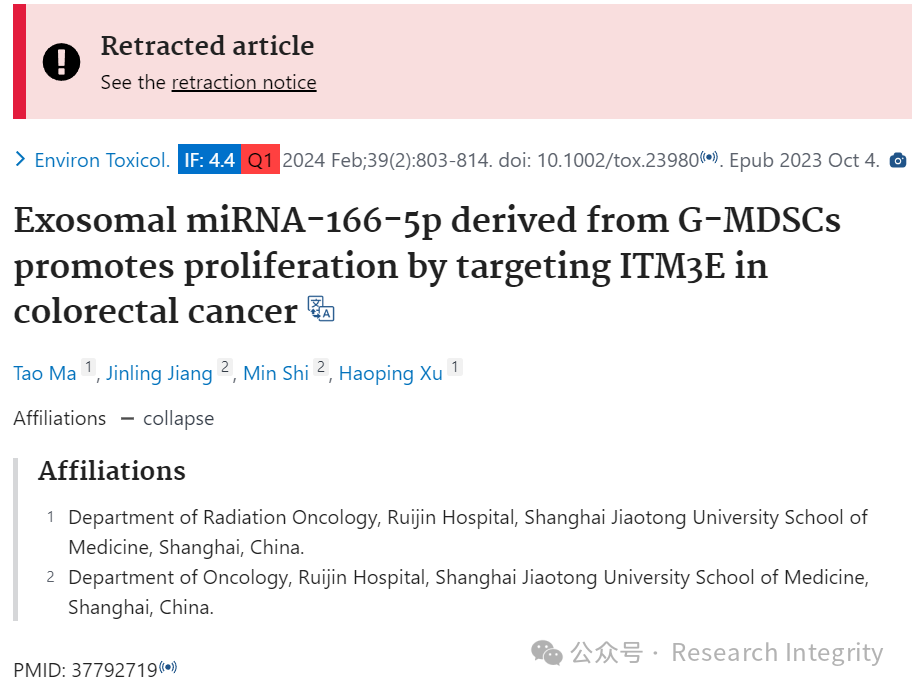 Retracted article
See the retraction notice
Environ Toxicol. IF: 4.4 Q1 2024 Feb;39(2):803-814. doi: 10.1002/tox.23980. Epub 2023 Oct 4.
Exosomal miRNA-166-5p derived from G-MDSCs
promotes proliferation by targeting ITM3E in
colorectal cancer
Tao Ma 1, Jinling Jiang 2, Min Shi 2, Haoping Xu 1
Affiliations — collapse
Affiliations
1 Department of Radiation Oncology, Ruijin Hospital, Shanghai Jiaotong University School of
Medicine, Shanghai, China.
2 Department of Oncology, Ruijin Hospital, Shanghai Jiaotong University School of Medicine,
Shanghai, China.
PMID: 37792719
公众号 · Research Integrity